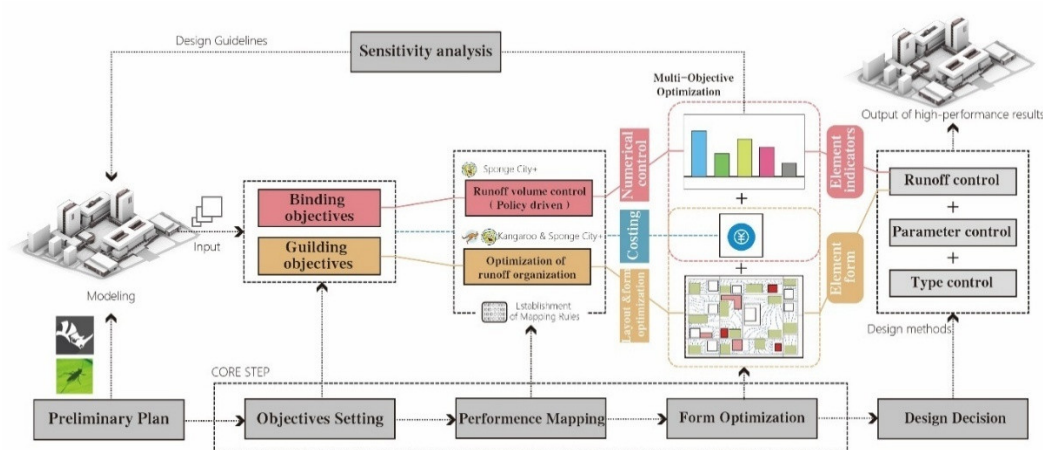 Design Guidelines
Sensitivity analysis
Multi-Objective
Optimization
Output of high-performance results
Modeling
Input
Binding
objectives
Guilding
objectives
Sponge City+
Runoff volume control
( Policy driven )
Kangaroo & Sponge City+
Optimization of
runoff organization
Lstablishment
of Mapping Rules
Numerical
control
Costing
Layout &form
optimization
¥
Element
indicators
Element
form
Runoff control
+
Parameter control
+
Type control
Design methods
+
+
CORE STEP
Preliminary Plan
Objectives Setting
Performence Mapping
Form Optimization
Design Decision